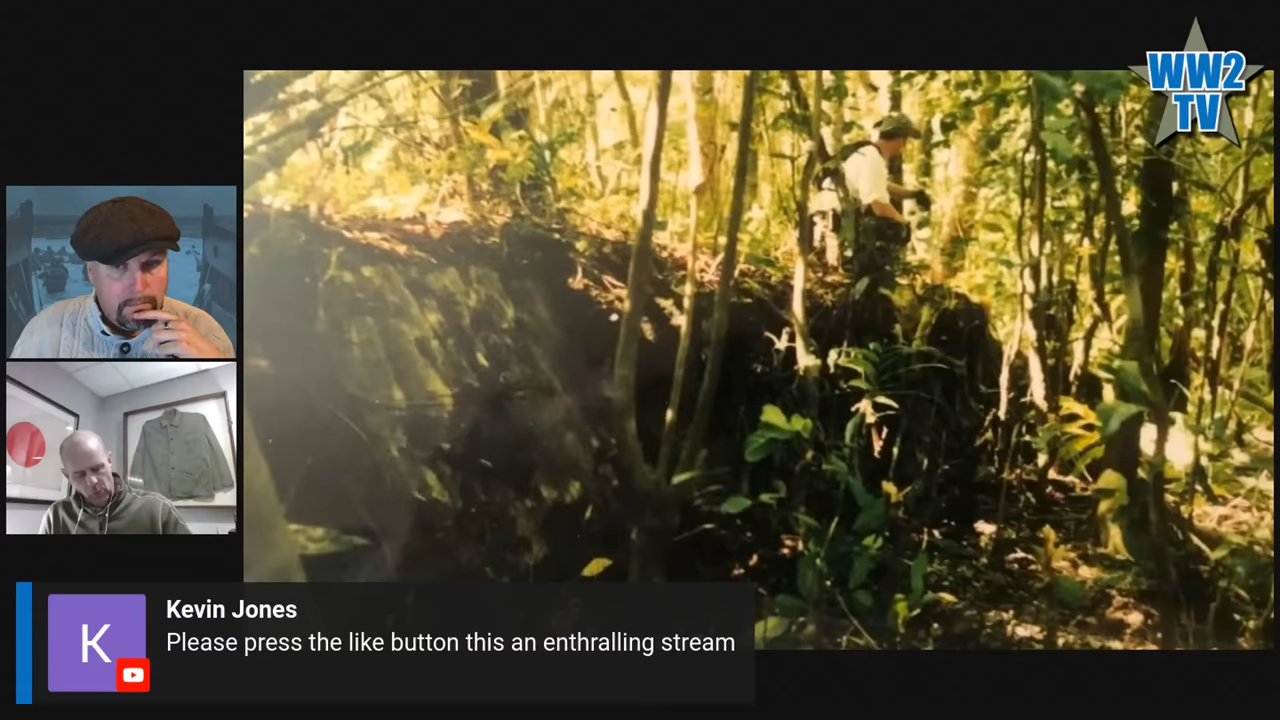 WW2
TV
K
Kevin Jones
Please press the like button this an enthralling stream